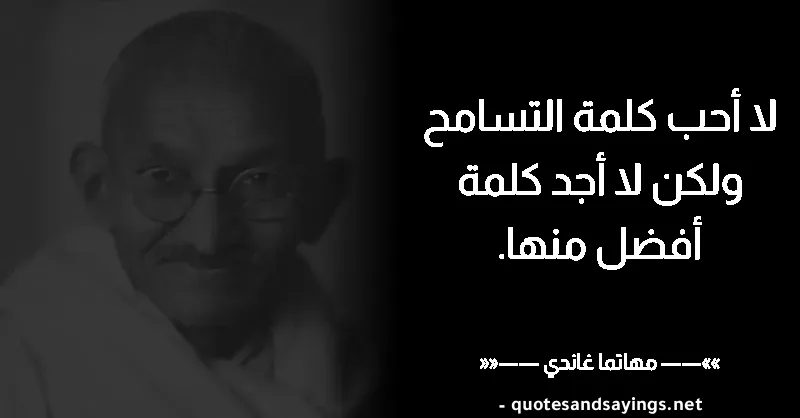 لا أحب كلمة التسامح
ولكن لا أجد كلمة
أفضل منها.
»»—— مهاتما غاندي ——««
- quotesandsayings.net